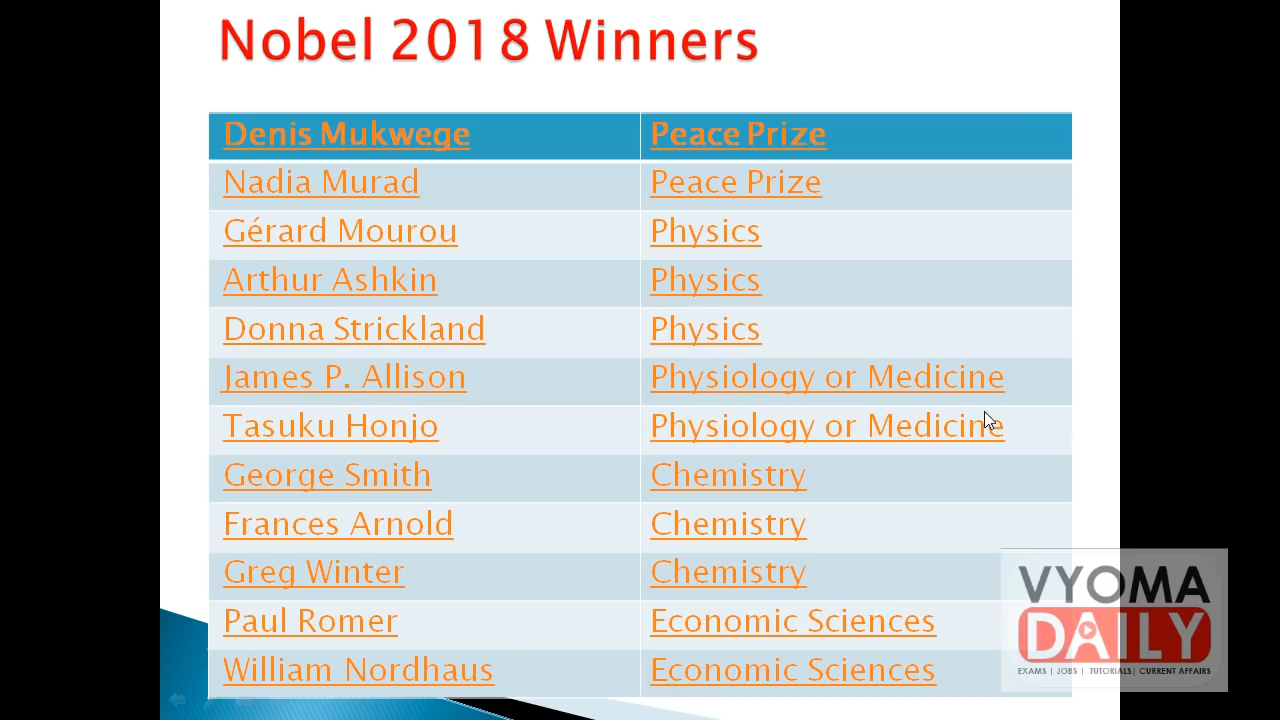 Nobel 2018 Winners
Denis Mukwege Peace Prize
Nadia Murad Peace Prize
Gérard Mourou Physics
Arthur Ashkin Physics
Donna Strickland Physics
James P. Allison Physiology or Medicine
Tasuku Honjo Physiology or Medicine
George Smith Chemistry
Frances Arnold Chemistry
Greg Winter Chemistry
Paul Romer Economic Sciences
William Nordhaus Economic Sciences
VYOMA
DAILY
EXAMS | JOBS | TUTORIALS| CURRENT AFFAIRS